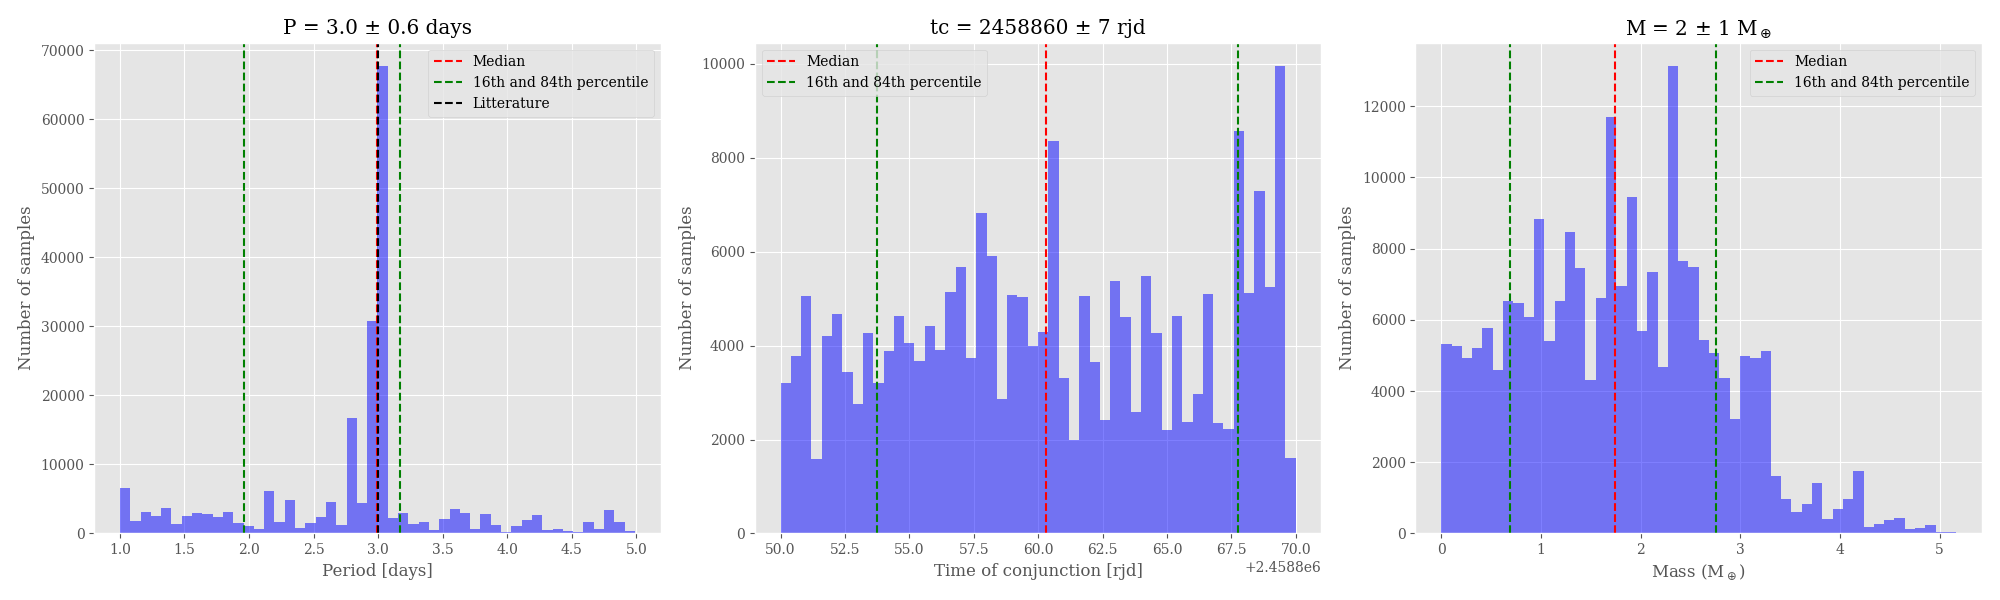 P = 3.0 ± 0.6 days
Number of samples
70000
60000
50000
40000
30000
20000
10000
0
1.0 1.5 2.0 2.5 3.0 3.5 4.0 4.5 5.0
Period [days]
Median
16th and 84th percentile
Litterature
tc = 2458860 ± 7 rjd
Number of samples
10000
8000
6000
4000
2000
0
50.0 52.5 55.0 57.5 60.0 62.5 65.0 67.5 70.0
+2.4588e6
Time of conjunction [rjd]
Median
16th and 84th percentile
M = 2 ± 1 M⊕
Number of samples
12000
10000
8000
6000
4000
2000
0
0 1 2 3 4 5
Mass (M⊕)
Median
16th and 84th percentile